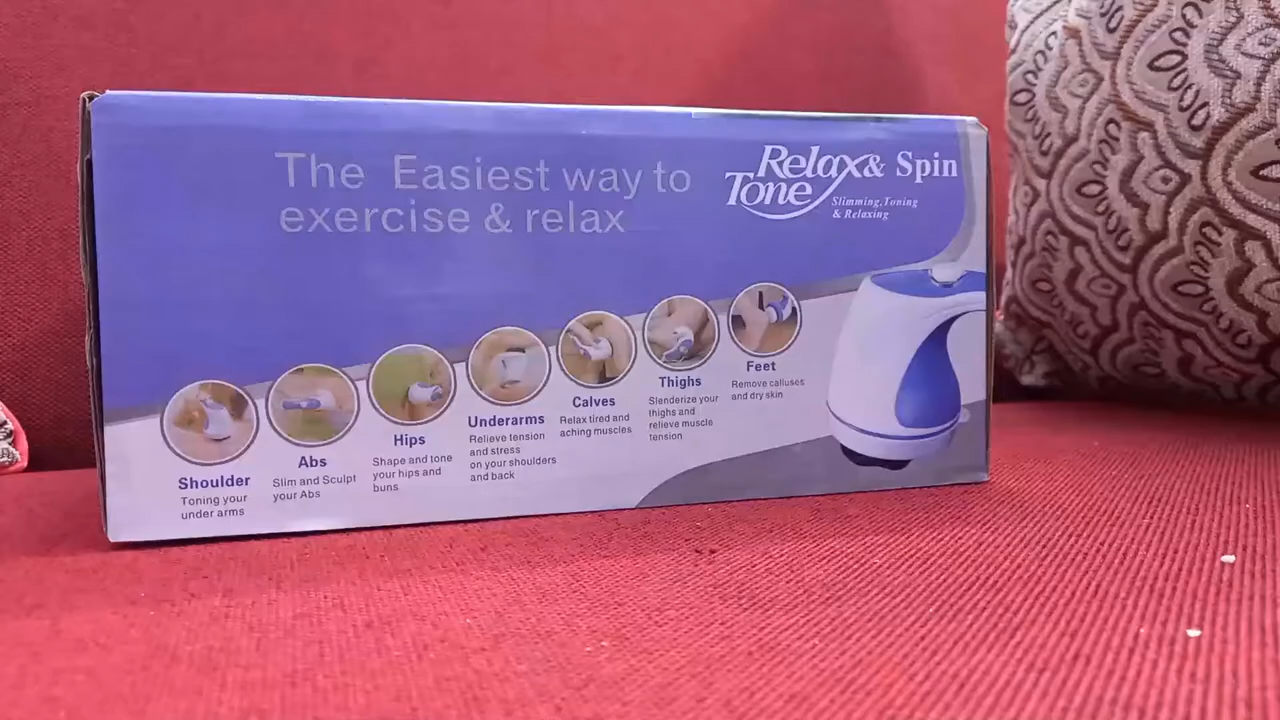 The Easiest way to
exercise & relax
Relax & Spin
Tone
Slimming, Toning
& Relaxing
Shoulder
Toning your
under arms
Abs
Slim and Sculpt
your Abs
Hips
Shape and tone
your hips and
buns
Underarms
Relieve tension
and stress
on your shoulders
and back
Calves
Relax tired and
aching muscles
Thighs
Slenderize your
thighs and
relieve muscle
tension
Feet
Remove calluses
and dry skin